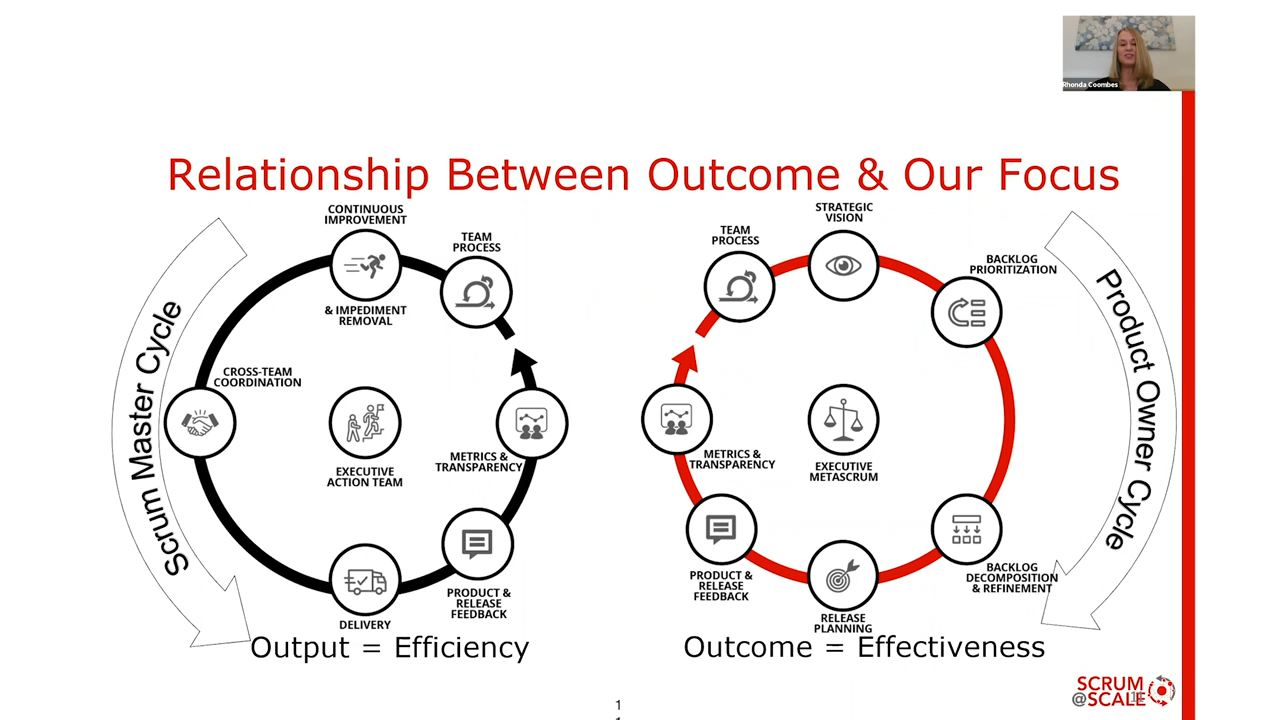 Rhonda Coombes
Relationship Between Outcome & Our Focus
CONTINUOUS
IMPROVEMENT
TEAM
PROCESS
& IMPEDIMENT
REMOVAL
CROSS-TEAM
COORDINATION
EXECUTIVE
ACTION TEAM
METRICS &
TRANSPARENCY
PRODUCT &
RELEASE
FEEDBACK
DELIVERY
Scrum Master Cycle
Output = Efficiency
STRATEGIC
VISION
TEAM
PROCESS
BACKLOG
PRIORITIZATION
METRICS &
TRANSPARENCY
EXECUTIVE
METASCRUM
PRODUCT &
RELEASE
FEEDBACK
BACKLOG
DECOMPOSITION
& REFINEMENT
RELEASE
PLANNING
Product Owner Cycle
Outcome = Effectiveness
SCRUM
@SCALE
1